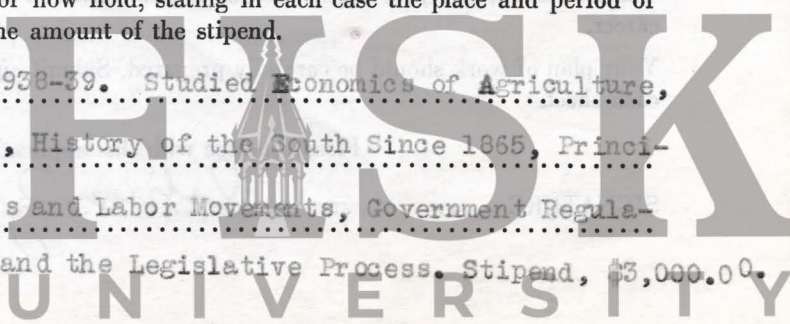 or now hold, stating in each case the place and period of
he amount of the stipend.
938-39. Studied Economics of Agriculture,
, History of the South Since 1865, Princi-
s and Labor Movements, Government Regula-
and the Legislative Process. Stipend, $3,000.00.
FISK
UNIVERSITY